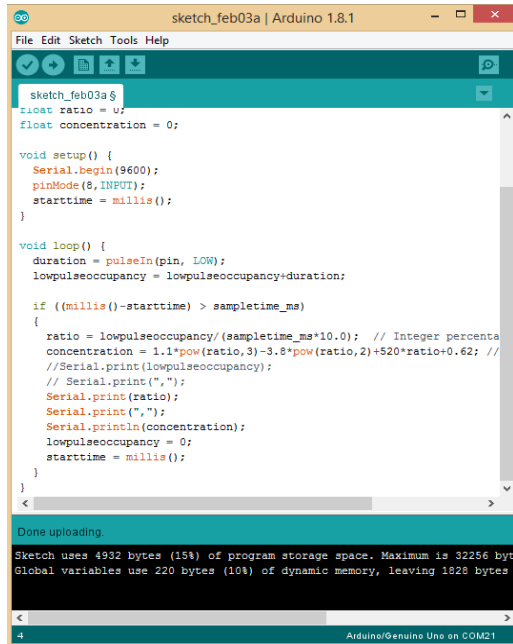 sketch_feb03a | Arduino 1.8.1
File Edit Sketch Tools Help
sketch_feb03a §
float ratio = 0;
float concentration = 0;
void setup() {
Serial.begin(9600);
pinMode(8,INPUT);
starttime = millis();
}
void loop() {
duration = pulseIn(pin, LOW);
lowpulseoccupancy = lowpulseoccupancy+duration;
if ((millis()-starttime) > sampletime_ms)
{
ratio = lowpulseoccupancy/(sampletime_ms*10.0);  // Integer percenta
concentration = 1.1*pow(ratio,3)-3.8*pow(ratio,2)+520*ratio+0.62; //
//Serial.print(lowpulseoccupancy);
// Serial.print(",");
Serial.print(ratio);
Serial.print(",");
Serial.println(concentration);
lowpulseoccupancy = 0;
starttime = millis();
}
}
Done uploading.
Sketch uses 4932 bytes (15%) of program storage space. Maximum is 32256 byt
Global variables use 220 bytes (10%) of dynamic memory, leaving 1828 bytes
4 Arduino/Genuino Uno on COM21